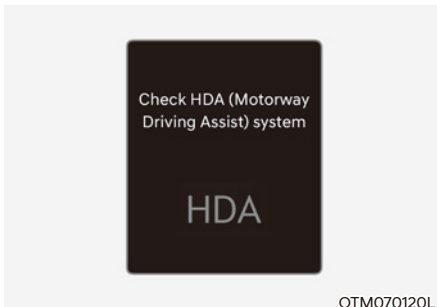 Check HDA (Motorway
Driving Assist) system
HDA
OTM070120L